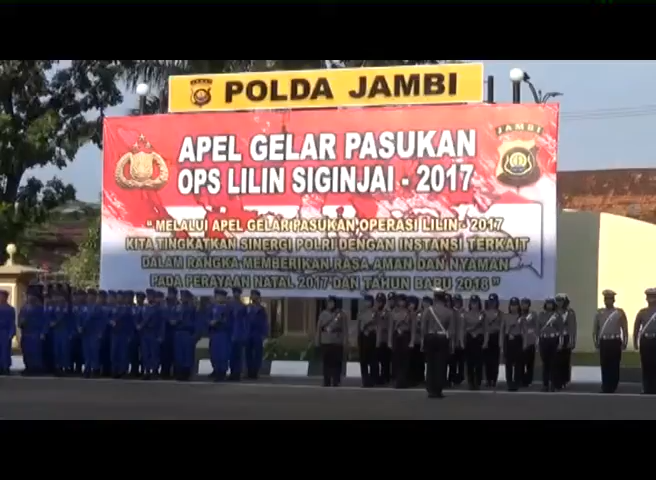 POLDA JAMBI
APEL GELAR PASUKAN
OPS LILIN SIGINJAI - 2017
JAMBI
" MELALUI APEL GELAR PASUKAN OPERASI LILIN - 2017
KITA TINGKATKAN SINERGI POLRI DENGAN INSTANSI TERKAIT
DALAM RANGKA MEMBERIKAN RASA AMAN DAN NYAMAN
PADA PERAYAAN NATAL 2017 DAN TAHUN BARU 2018 "